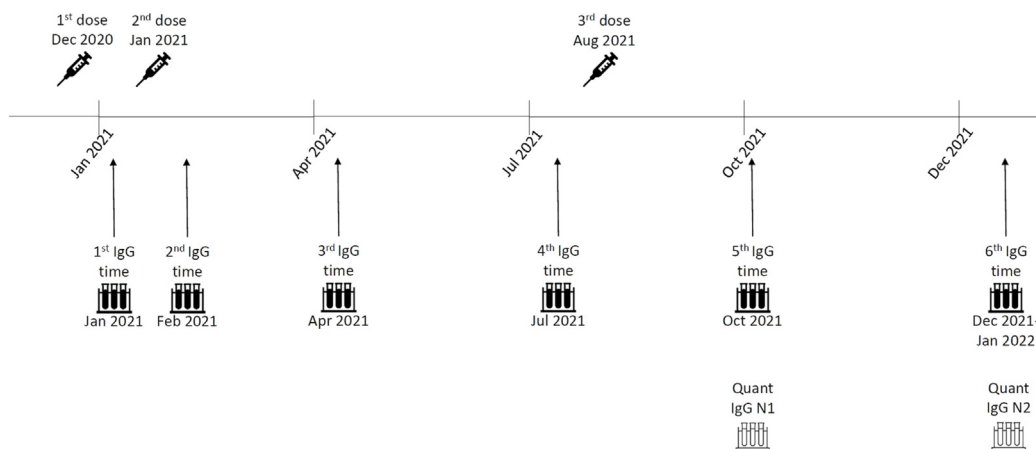 1st dose
Dec 2020
2nd dose
Jan 2021
3rd dose
Aug 2021
Jan 2021
Apr 2021
Jul 2021
Oct 2021
Dec 2021
1st IgG
time
Jan 2021
2nd IgG
time
Feb 2021
3rd IgG
time
Apr 2021
4th IgG
time
Jul 2021
5th IgG
time
Oct 2021
6th IgG
time
Dec 2021-
Jan 2022
Quant
IgG N1
Quant
IgG N2